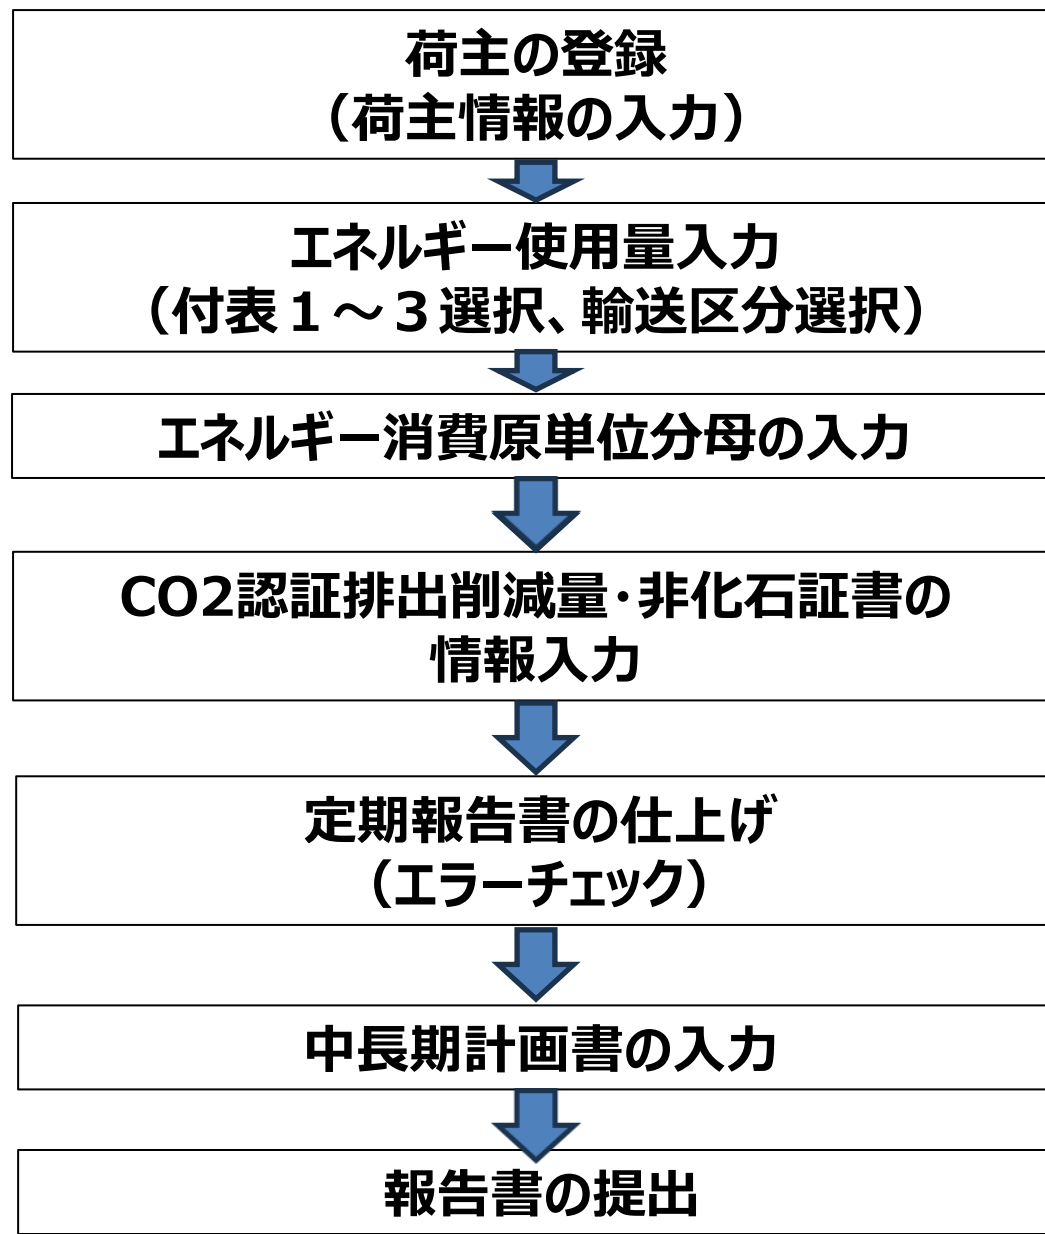 荷主の登録
（荷主情報の入力）
エネルギー使用量入力
（付表１～３選択、輸送区分選択）
エネルギー消費原単位分母の入力
CO2認証排出削減量・非化石証書の
情報入力
定期報告書の仕上げ
（エラーチェック）
中長期計画書の入力
報告書の提出